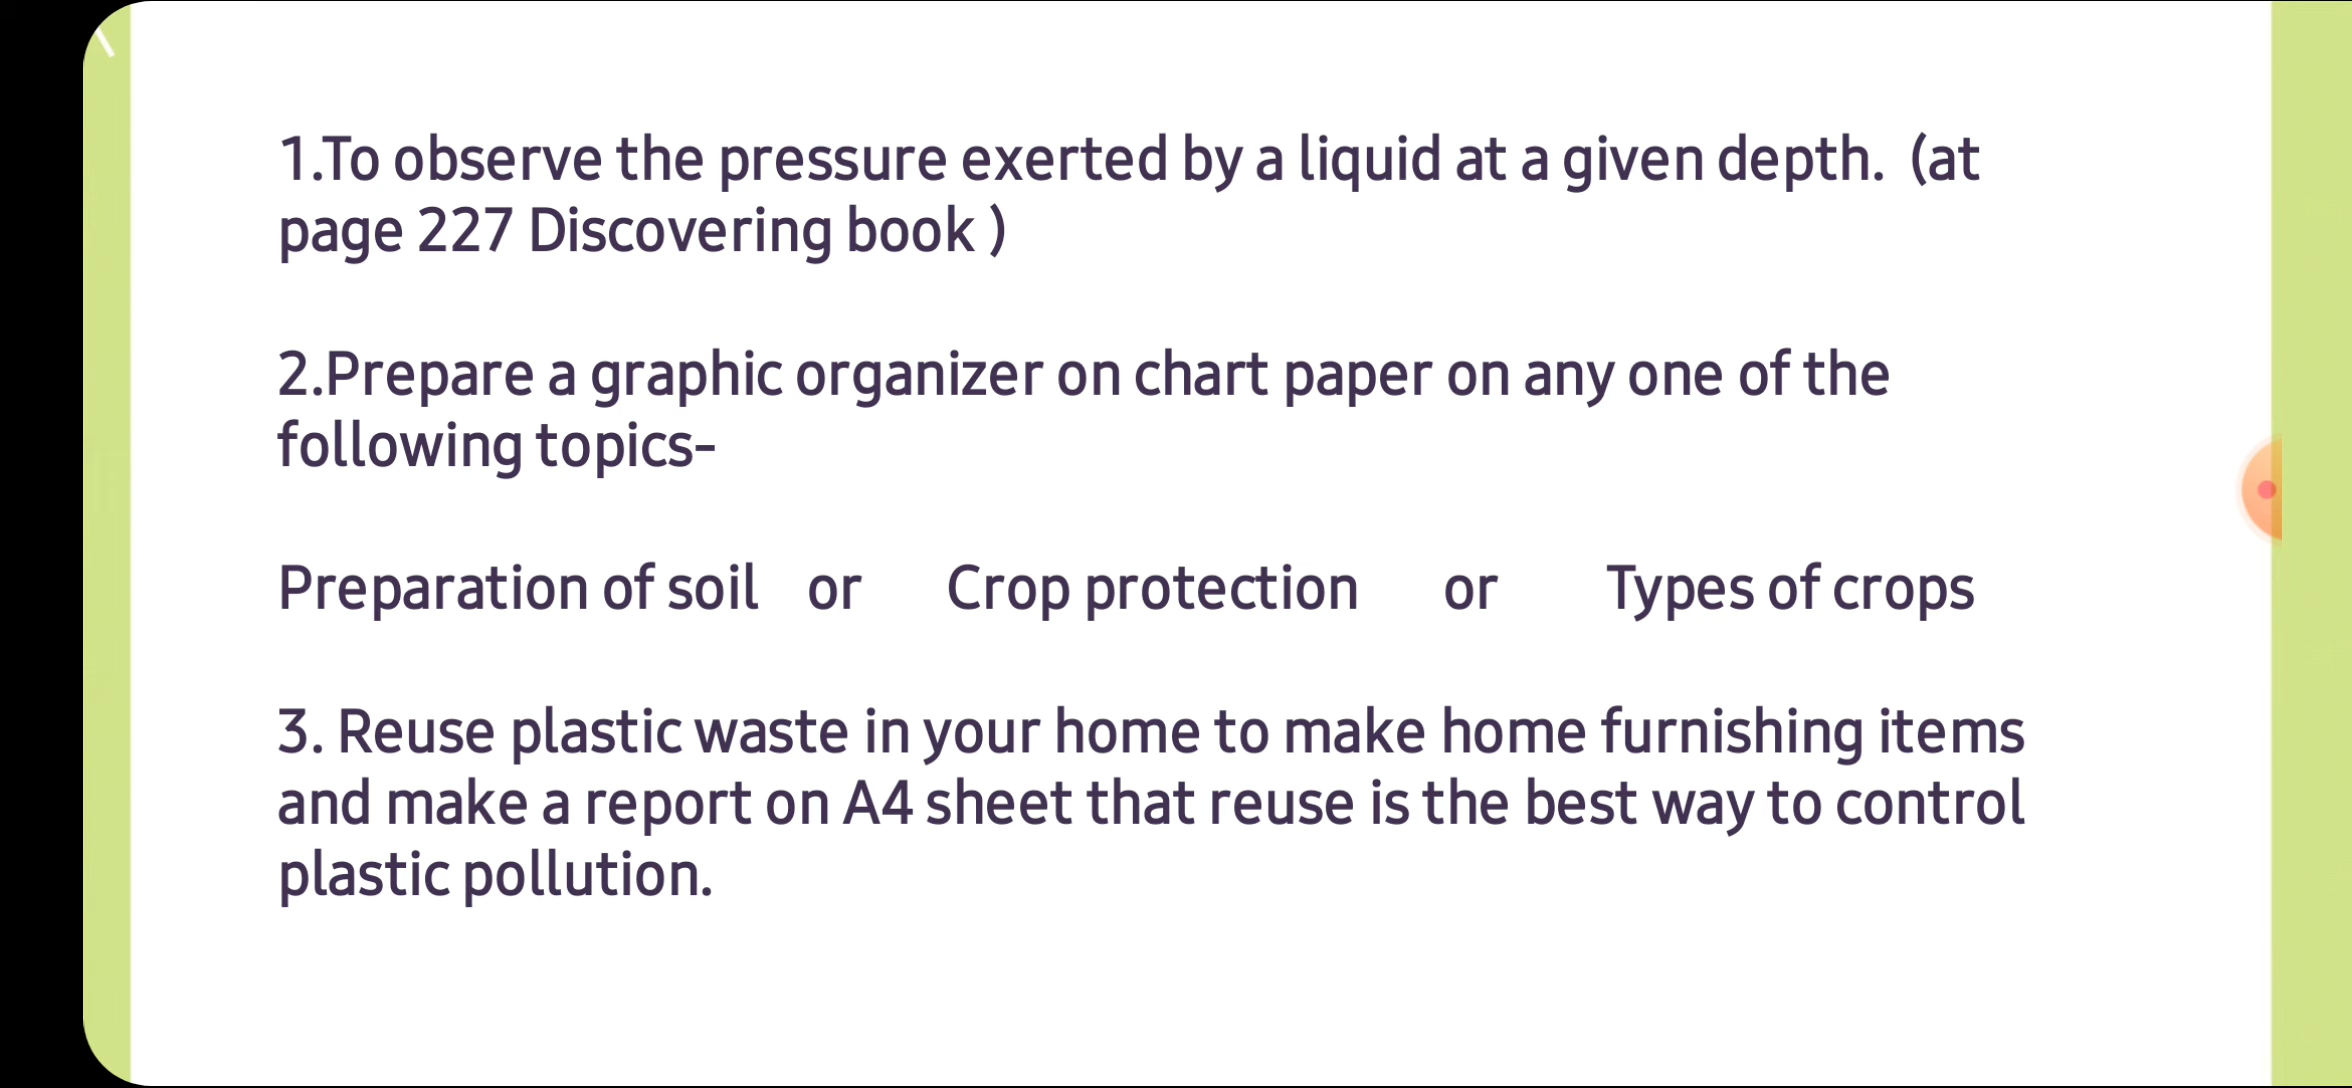 1.To observe the pressure exerted by a liquid at a given depth.  (at
page 227 Discovering book )
2.Prepare a graphic organizer on chart paper on any one of the
following topics-
Preparation of soil   or     Crop protection     or      Types of crops
3. Reuse plastic waste in your home to make home furnishing items
and make a report on A4 sheet that reuse is the best way to control
plastic pollution.